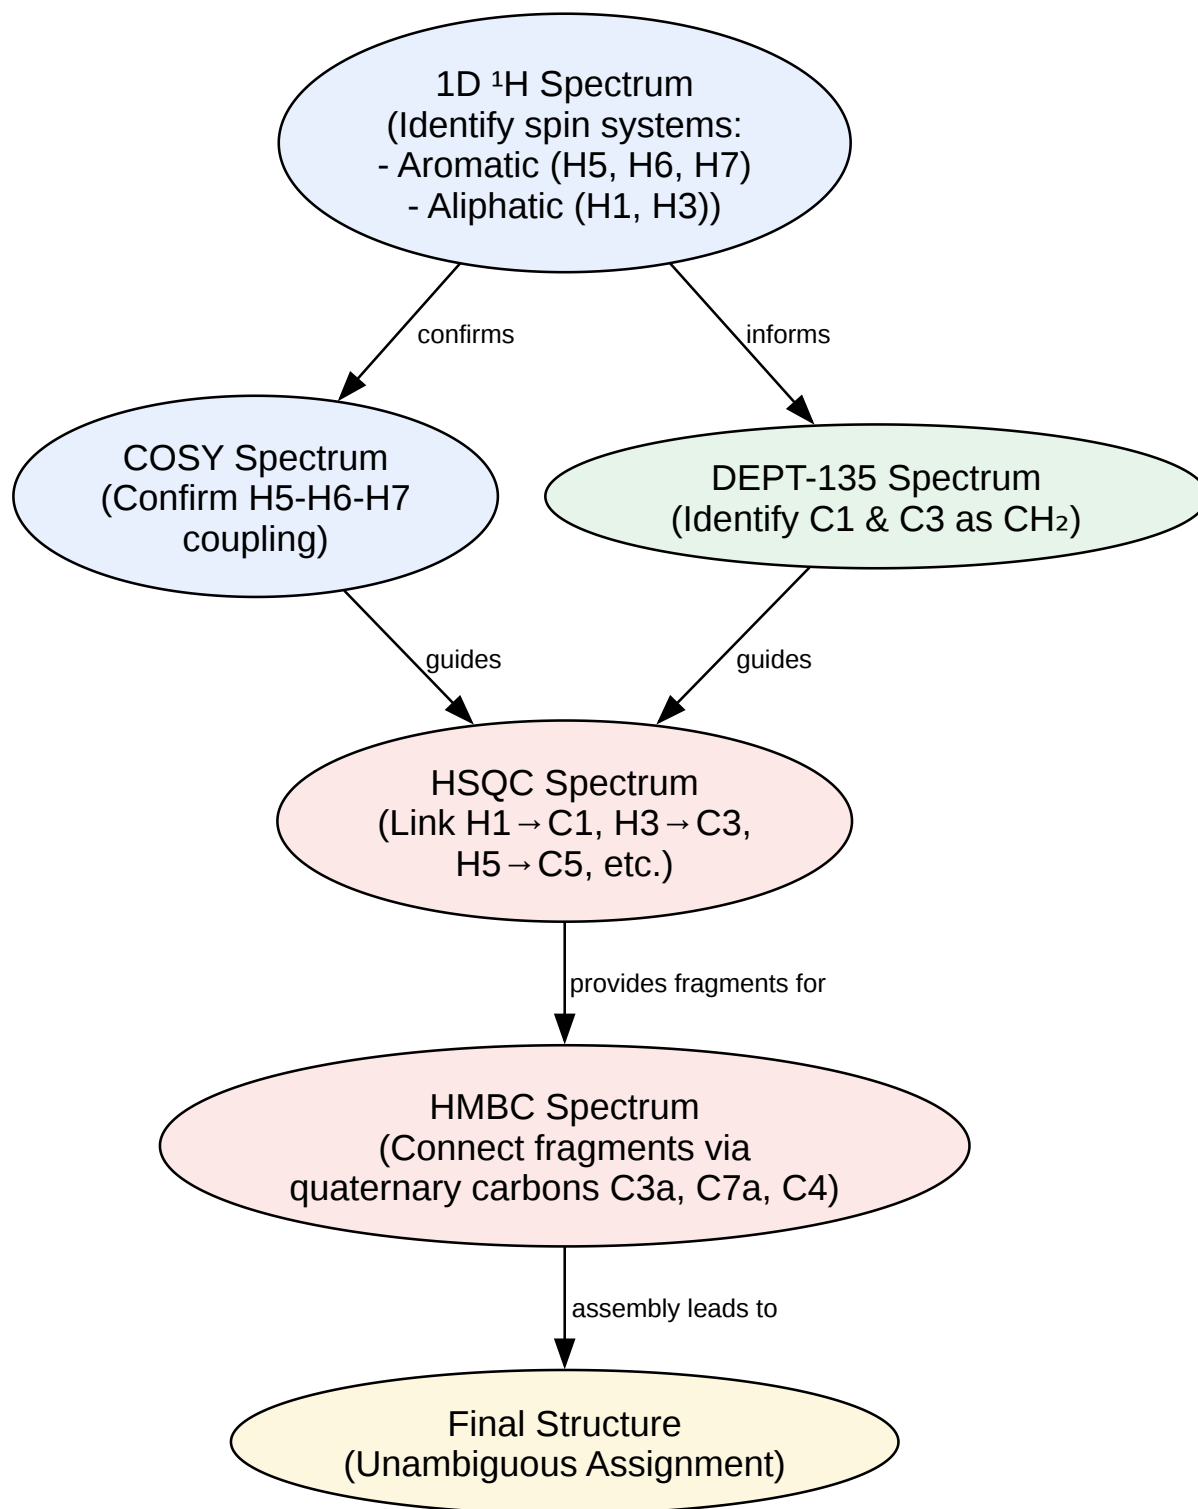 1D ¹H Spectrum
(Identify spin systems:
- Aromatic (H5, H6, H7)
- Aliphatic (H1, H3))
confirms
informs
COSY Spectrum
(Confirm H5-H6-H7
coupling)
DEPT-135 Spectrum
(Identify C1 & C3 as CH₂)
guides
guides
HSQC Spectrum
(Link H1→C1, H3→C3,
H5→C5, etc.)
provides fragments for
HMBC Spectrum
(Connect fragments via
quaternary carbons C3a, C7a, C4)
assembly leads to
Final Structure
(Unambiguous Assignment)